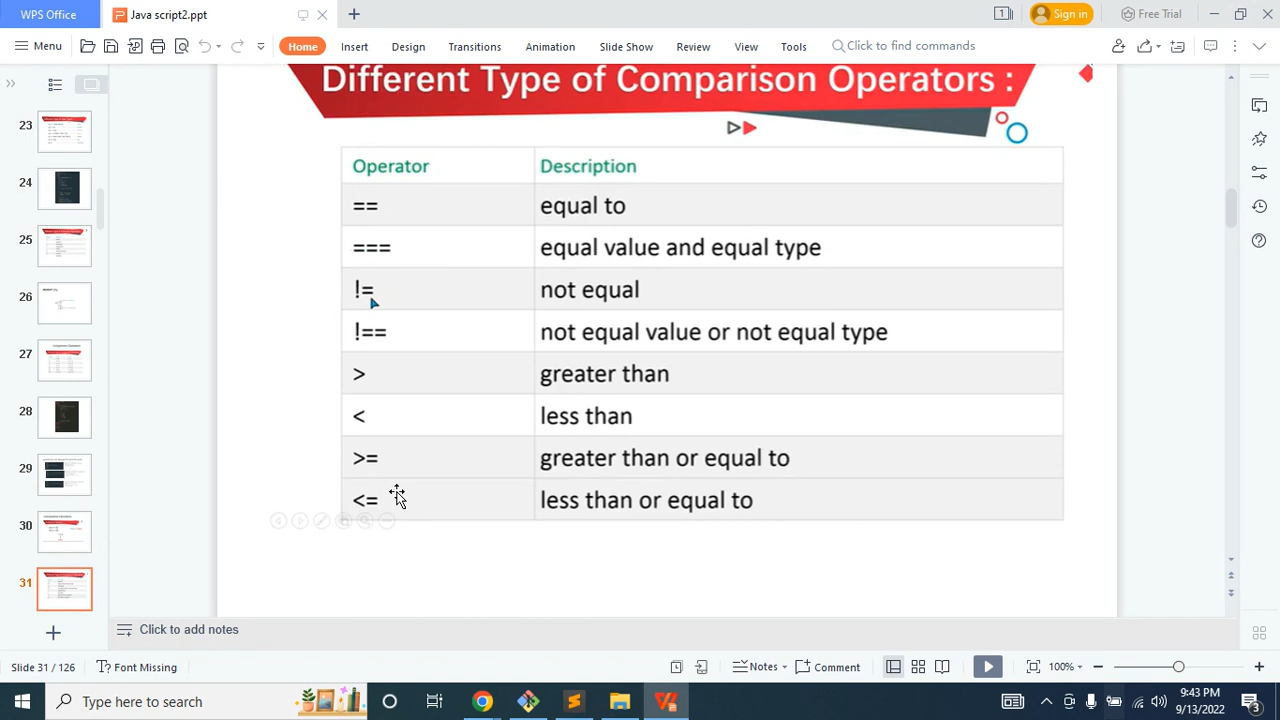 WPS Office
Java script2.ppt
Sign in
Free Trial
Menu
Home
Insert
Design
Transitions
Animation
Slide Show
Review
View
Tools
Click to find commands
Different Type of Comparison Operators :
Operator Description
== equal to
=== equal value and equal type
!= not equal
!== not equal value or not equal type
> greater than
< less than
>= greater than or equal to
<= less than or equal to
23
24
25
26
27
28
29
30
31
Click to add notes
Slide 31 / 126
Font Missing
Notes
Comment
100%
Type here to search
9:43 PM
9/13/2022
3